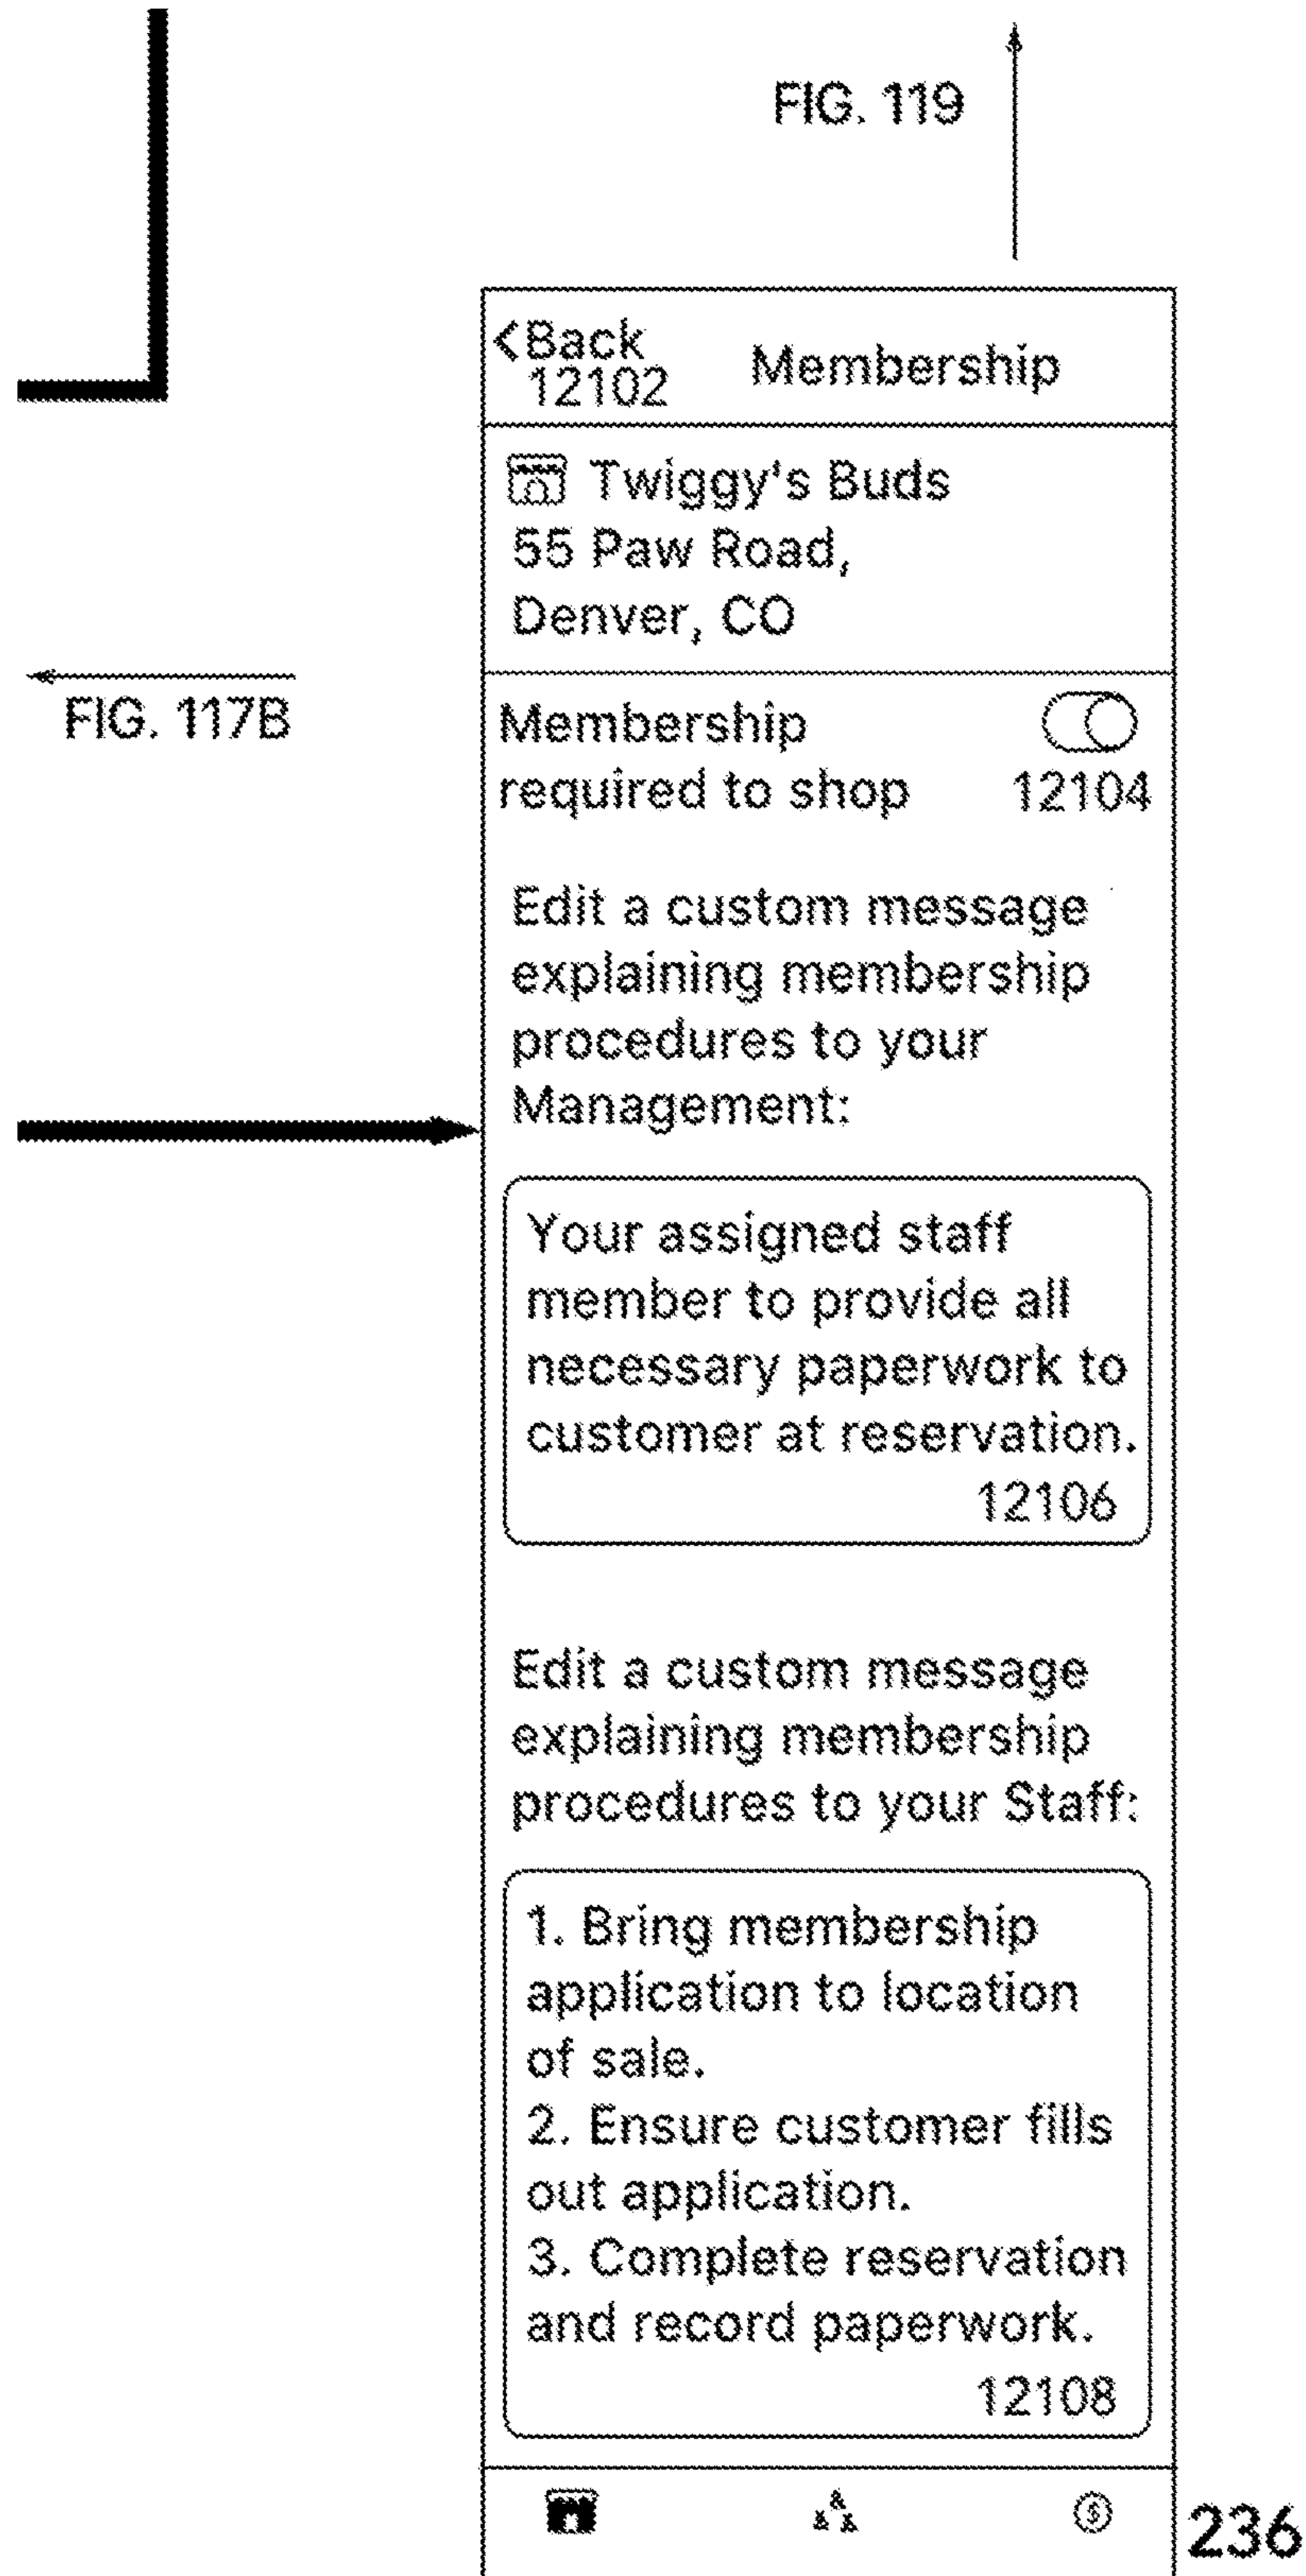 FIG. 119
<Back
12102
Membership
Twiggy's Buds
55 Paw Road,
Denver, CO
FIG. 117B
Membership
required to shop
12104
Edit a custom message
explaining membership
procedures to your
Management:
Your assigned staff
member to provide all
necessary paperwork to
customer at reservation.
12106
Edit a custom message
explaining membership
procedures to your Staff:
1. Bring membership
application to location
of sale.
2. Ensure customer fills
out application.
3. Complete reservation
and record paperwork.
12108
$
236